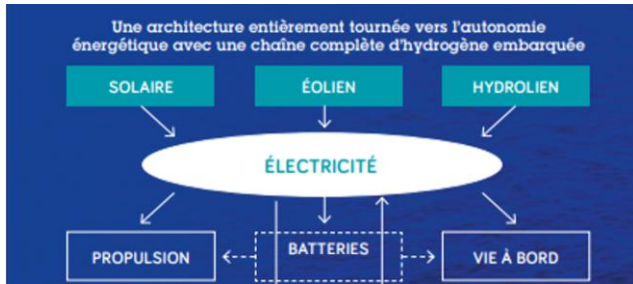 Une architecture entièrement tournée vers l'autonomie
énergétique avec une chaîne complète d'hydrogène embarquée
SOLAIRE
ÉOLIEN
HYDROLIEN
ÉLECTRICITÉ
PROPULSION
BATTERIES
VIE À BORD